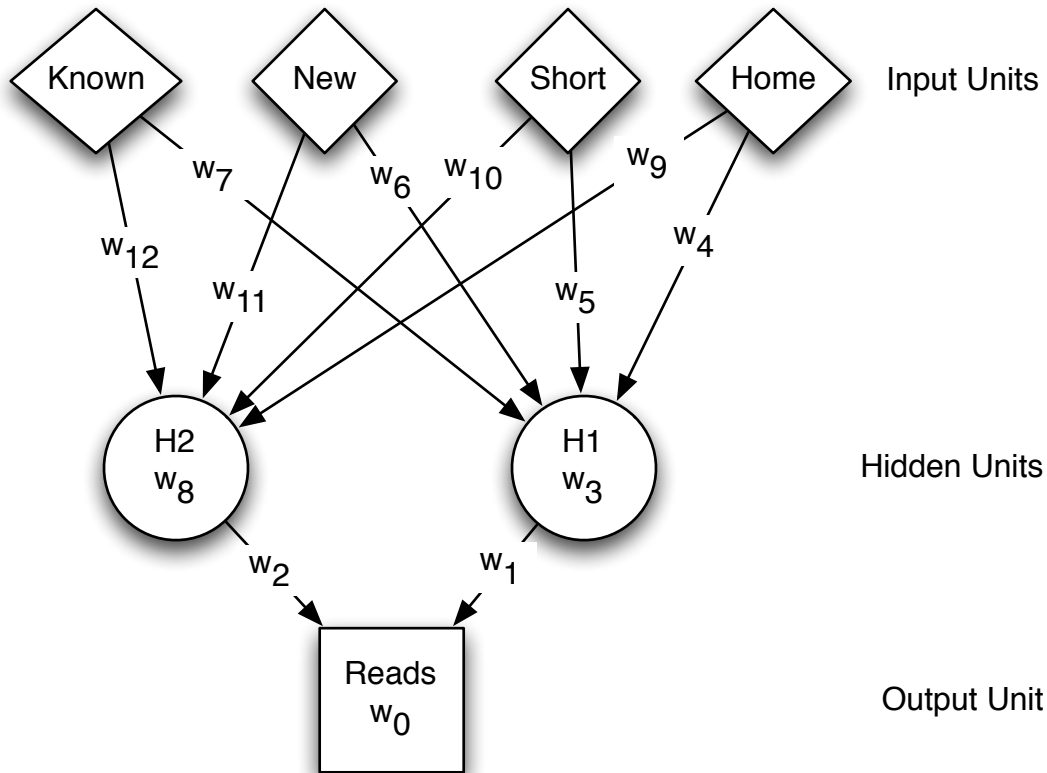 Known New Short Home Input Units
w7 w6 w10 w9
w12 w11 w5 w4
H2 H1
w8 w3 Hidden Units
w2 w1
Reads
w0 Output Unit